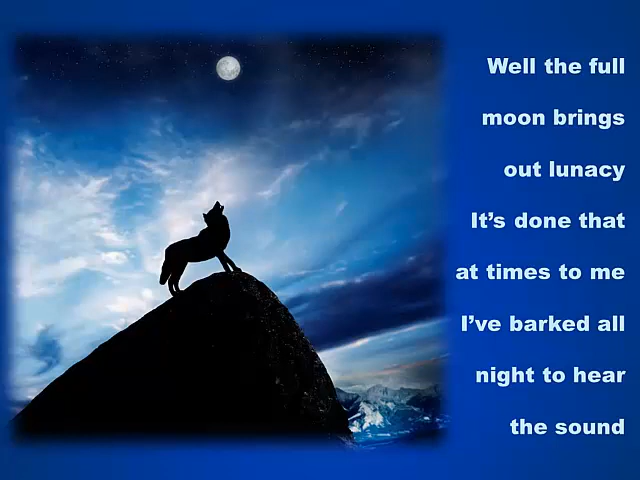 Well the full
moon brings
out lunacy
It’s done that
at times to me
I’ve barked all
night to hear
the sound